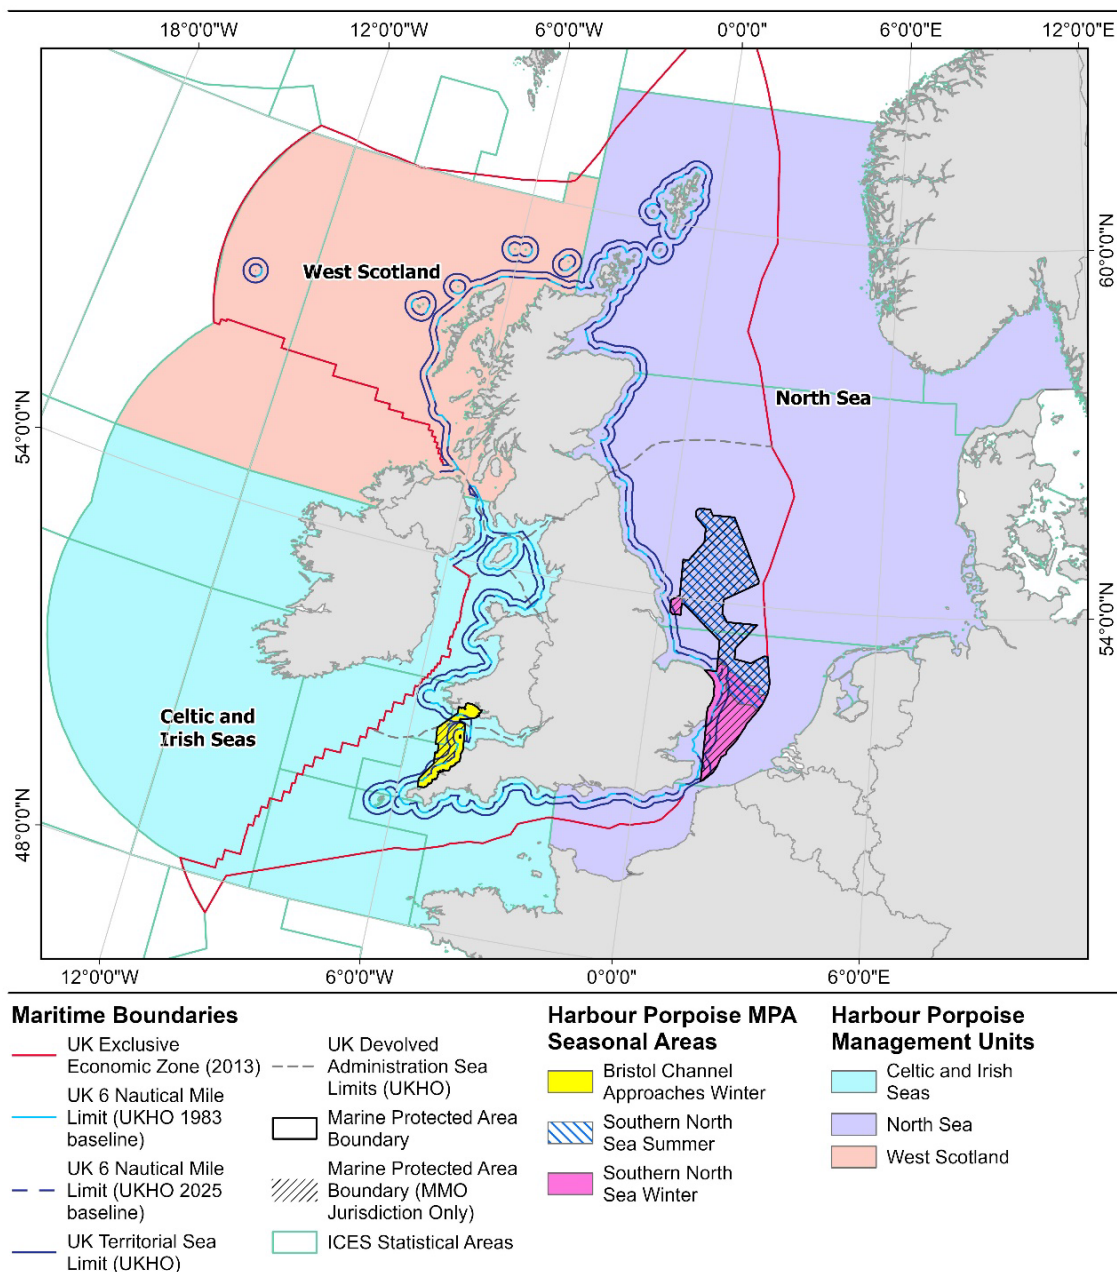 18°0'0"W
12°0'0"W
6°0'0"W
0°0'0"
6°0'0"E
12°0'0"E
60°0'0"N
54°0'0"N
54°0'0"N
48°0'0"N
West Scotland
North Sea
Celtic and
Irish Seas
12°0'0"W
6°0'0"W
0°0'0"
6°0'0"E
Maritime Boundaries
UK Exclusive
Economic Zone (2013)
UK 6 Nautical Mile
Limit (UKHO 1983
baseline)
UK 6 Nautical Mile
Limit (UKHO 2025
baseline)
UK Territorial Sea
Limit (UKHO)
UK Devolved
Administration Sea
Limits (UKHO)
Marine Protected Area
Boundary
Marine Protected Area
Boundary (MMO
Jurisdiction Only)
ICES Statistical Areas
Harbour Porpoise MPA
Seasonal Areas
Bristol Channel
Approaches Winter
Southern North
Sea Summer
Southern North
Sea Winter
Harbour Porpoise
Management Units
Celtic and Irish
Seas
North Sea
West Scotland